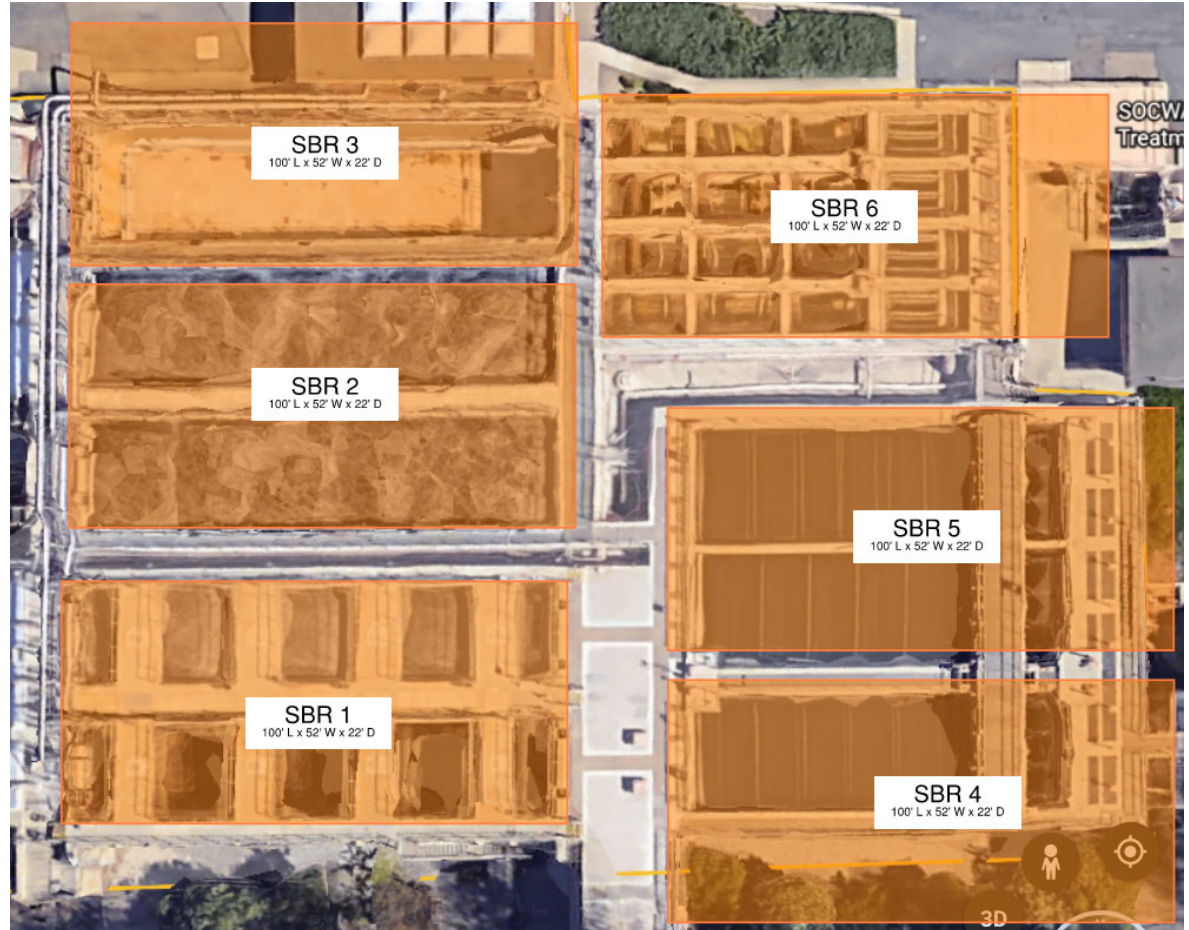 SBR 3
100' L x 52' W x 22' D
SOCWA
Treatm
SBR 6
100' L x 52' W x 22' D
SBR 2
100' L x 52' W x 22' D
SBR 5
100' L x 52' W x 22' D
SBR 1
100' L x 52' W x 22' D
SBR 4
100' L x 52' W x 22' D
3D